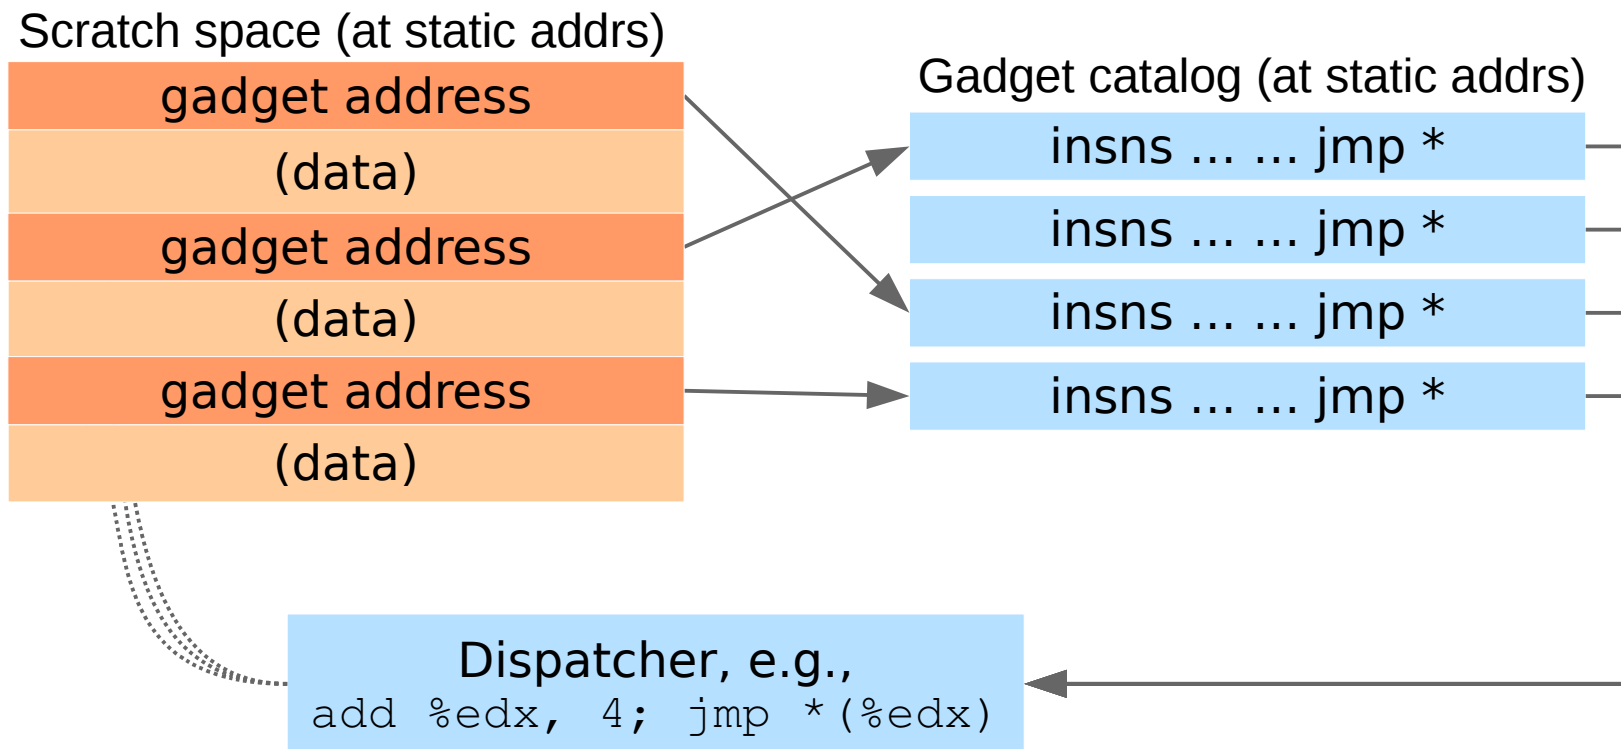 Scratch space (at static addrs)
gadget address
(data)
gadget address
(data)
gadget address
(data)
Gadget catalog (at static addrs)
insns ... ... jmp *
insns ... ... jmp *
insns ... ... jmp *
insns ... ... jmp *
Dispatcher, e.g.,
add %edx, 4; jmp *(%edx)